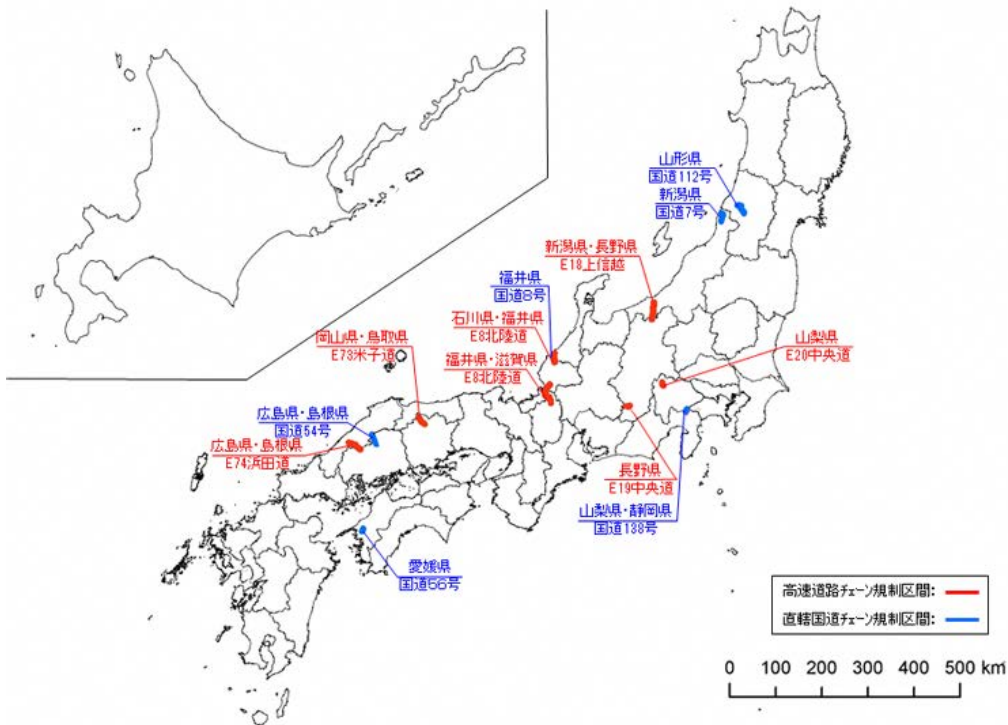 山形県
国道112号
新潟県
国道7号
新潟県・長野県
E18上信越
福井県
国道8号
石川県・福井県
E8北陸道
岡山県・鳥取県
E73米子道
福井県・滋賀県
E8北陸道
山梨県
E20中央道
広島県・島根県
国道54号
広島県・島根県
E74浜田道
長野県
E19中央道
山梨県・静岡県
国道138号
愛媛県
国道56号
高速道路チェーン規制区間:
直轄国道チェーン規制区間:
0 100 200 300 400 500 km